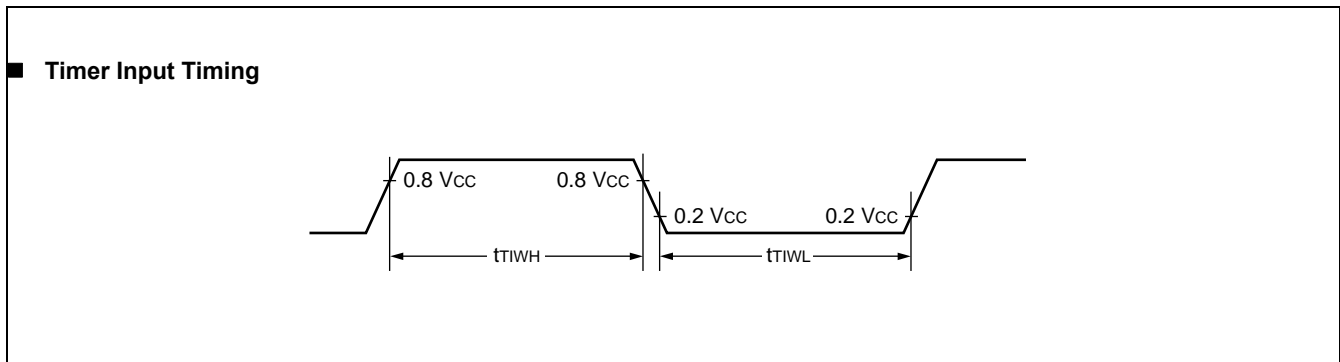 ■ Timer Input Timing
0.8 VCC 0.8 VCC
0.2 VCC 0.2 VCC
tTIWH tTIWL